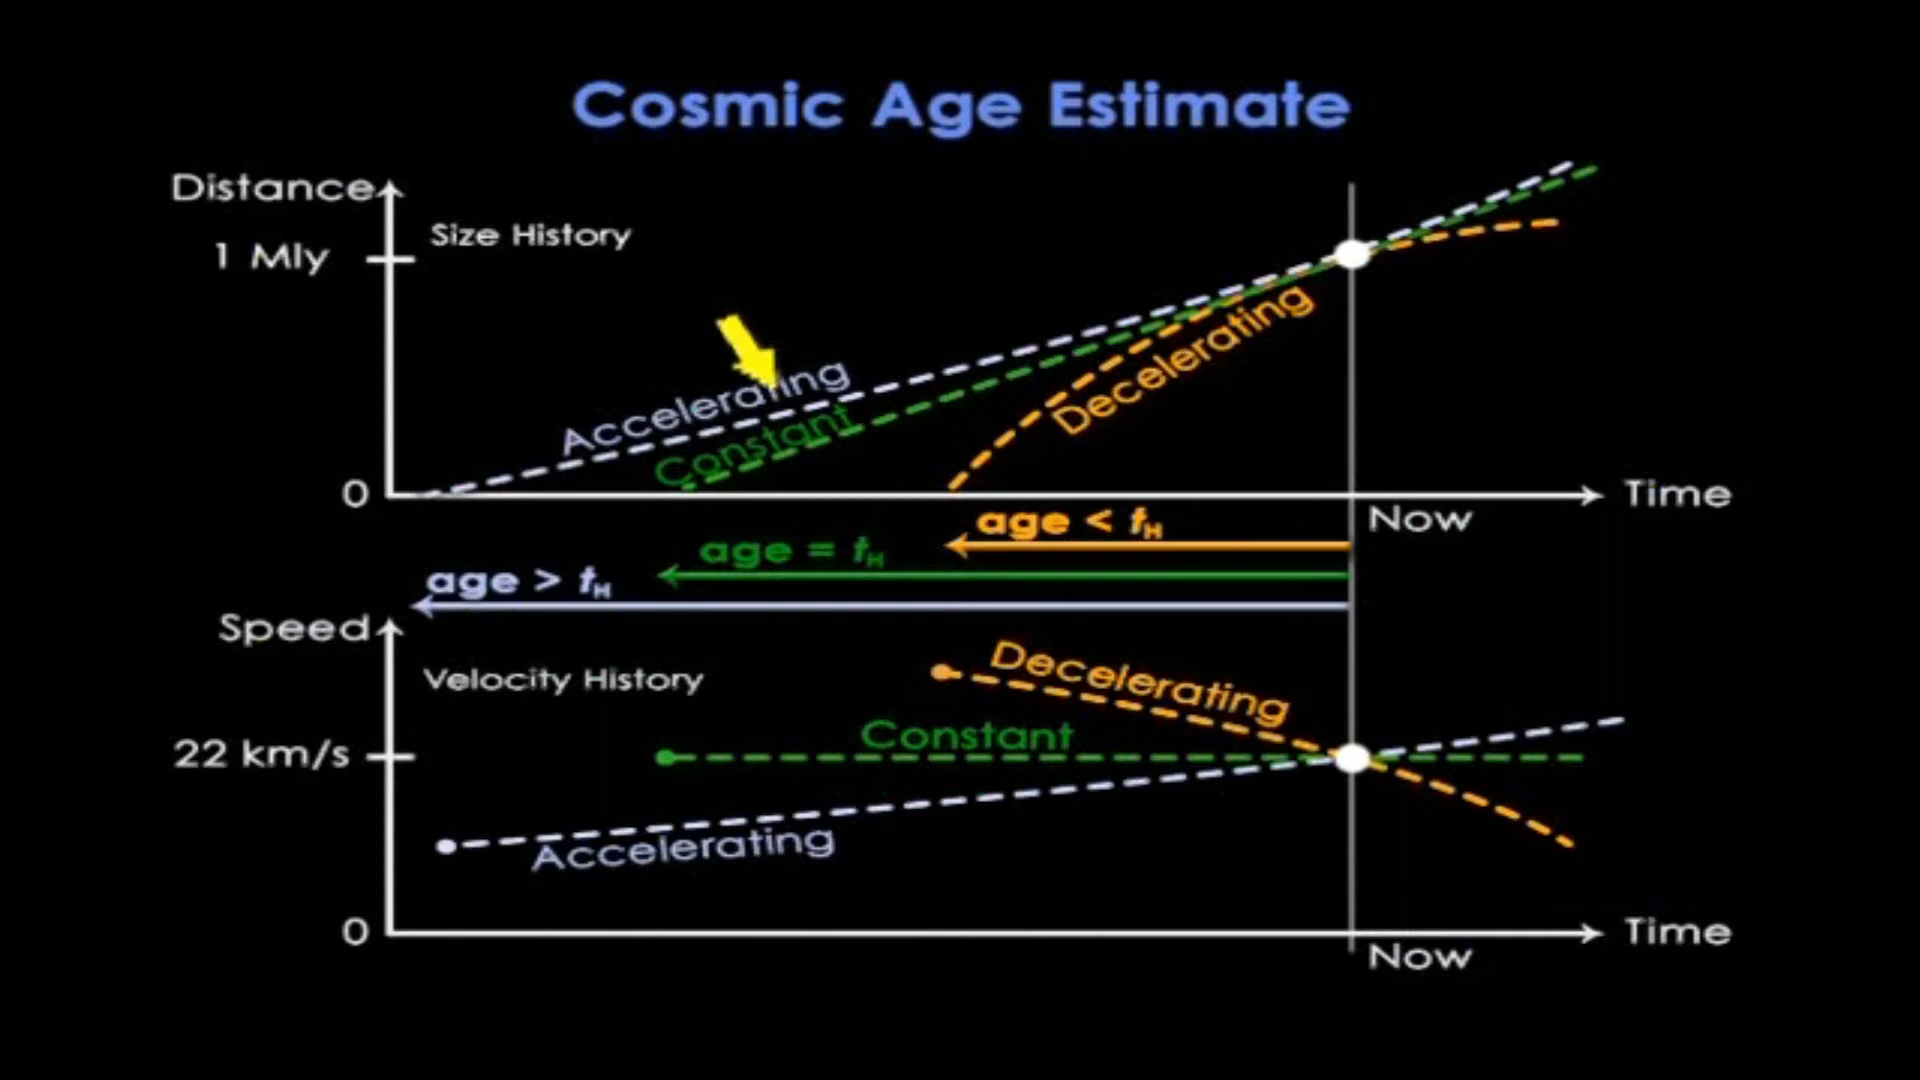 Cosmic Age Estimate
Distance
Size History
1 Mly
Accelerating
Constant
Decelerating
0
Time
Now
age < tH
age = tH
age > tH
Speed
Velocity History
Decelerating
Constant
22 km/s
Accelerating
0
Time
Now